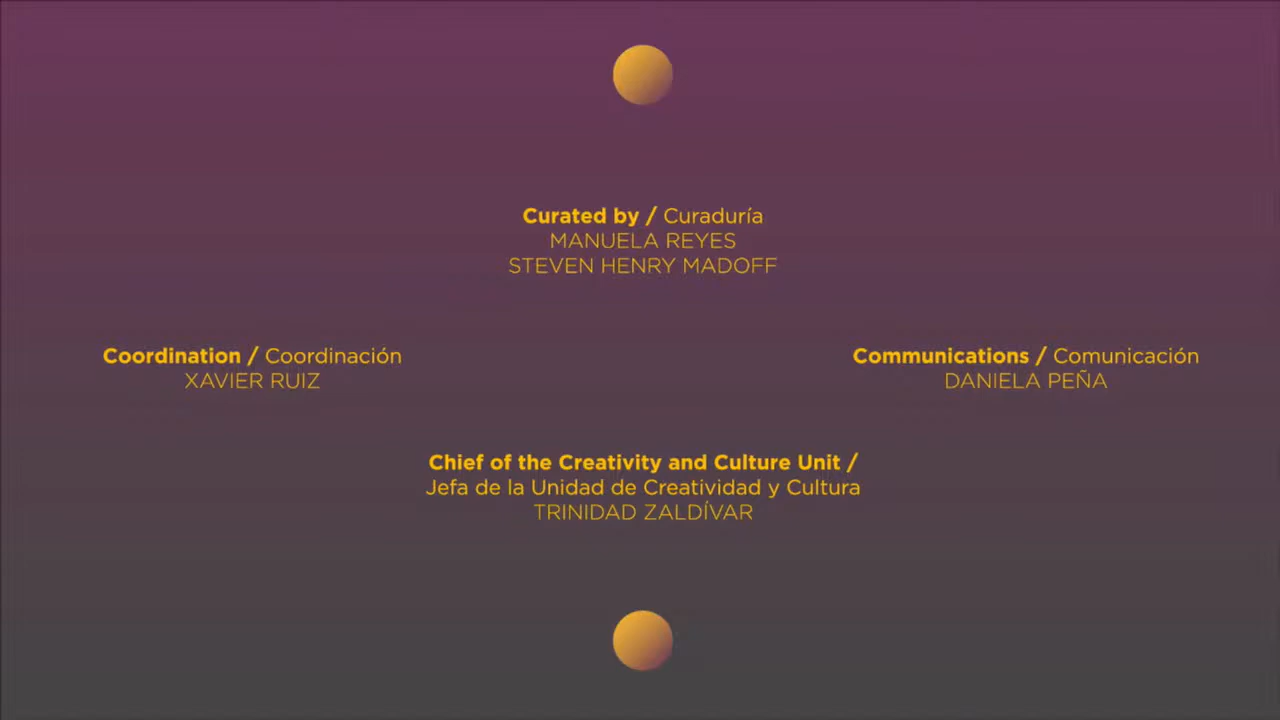 Curated by / Curaduría
MANUELA REYES
STEVEN HENRY MADOFF
Coordination / Coordinación
XAVIER RUIZ
Communications / Comunicación
DANIELA PEÑA
Chief of the Creativity and Culture Unit /
Jefa de la Unidad de Creatividad y Cultura
TRINIDAD ZALDÍVAR